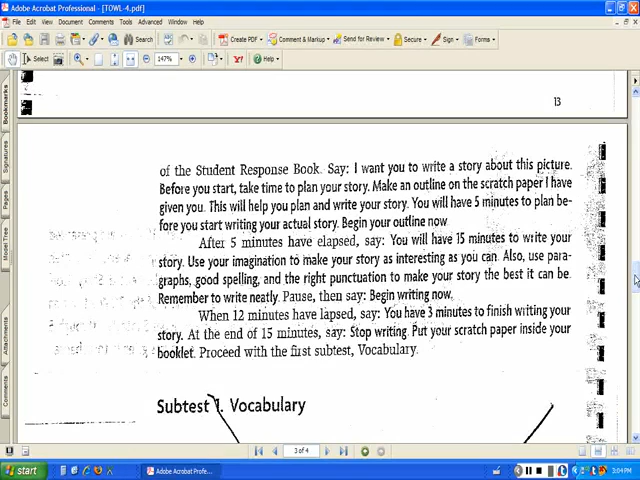 Adobe Acrobat Professional - [TOWL-4.pdf]
File Edit View Document Comments Tools Advanced Window Help
Search Create PDF Comment & Markup Send for Review Secure Sign Forms
Select 147% Help
Bookmarks
Signatures
Pages
Model Tree
Attachments
Comments
13
of the Student Response Book. Say: I want you to write a story about this picture.
Before you start, take time to plan your story. Make an outline on the scratch paper I have
given you. This will help you plan and write your story. You will have 5 minutes to plan be-
fore you start writing your actual story. Begin your outline now
After 5 minutes have elapsed, say: You will have 15 minutes to write your
story. Use your imagination to make your story as interesting as you can. Also, use para-
graphs, good spelling, and the right punctuation to make your story the best it can be.
Remember to write neatly. Pause, then say: Begin writing now.
When 12 minutes have lapsed, say: You have 3 minutes to finish writing your
story. At the end of 15 minutes, say: Stop writing. Put your scratch paper inside your
booklet. Proceed with the first subtest, Vocabulary.
Subtest 1. Vocabulary
3 of 4
start Adobe Acrobat Profe... 3:04 PM